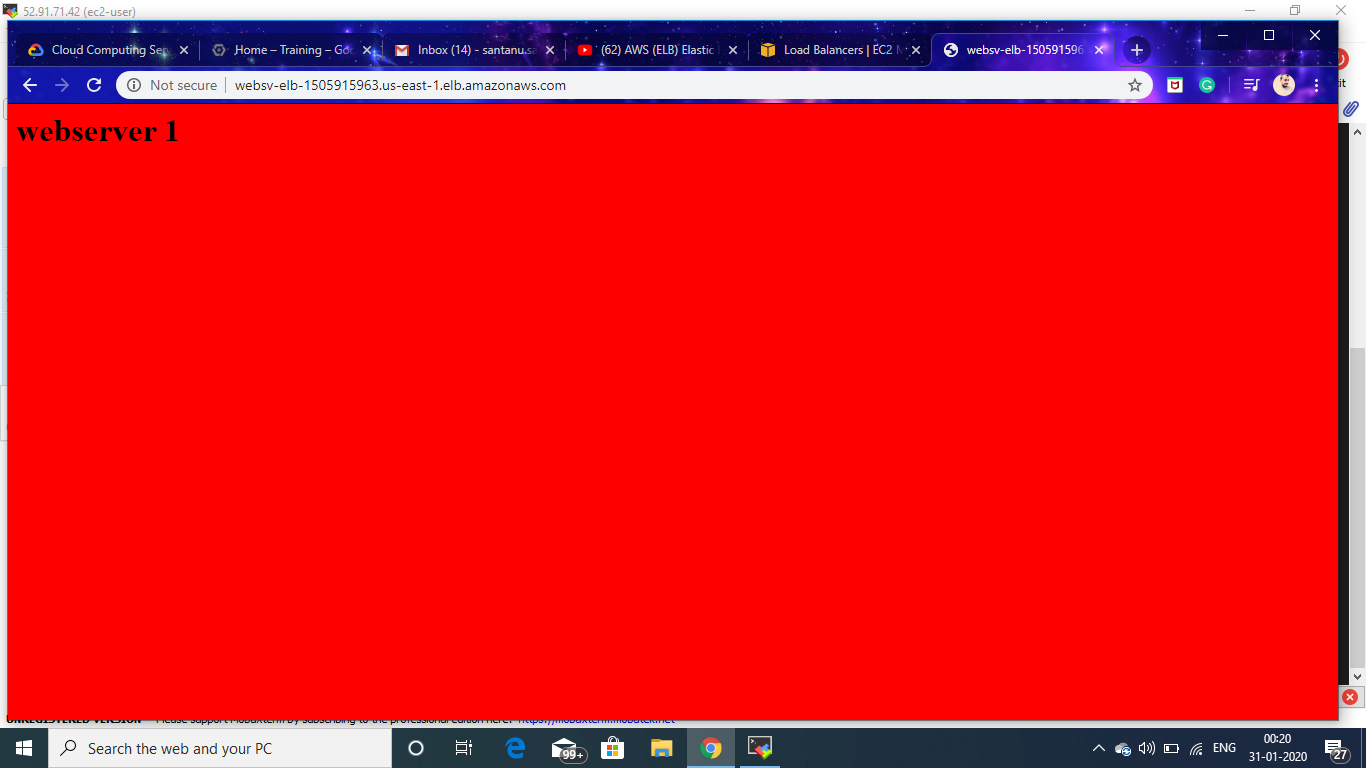 52.91.71.42 (ec2-user)
Cloud Computing Ser
Home – Training – Go
Inbox (14) - santanu.sa
(62) AWS (ELB) Elastic
Load Balancers | EC2 M
websv-elb-150591596
Not secure
websv-elb-1505915963.us-east-1.elb.amazonaws.com
webserver 1
UNREGISTERED VERSION - Please support MobaXterm by subscribing to the professional edition here: https://mobaxterm.mobatek.net
Search the web and your PC
99+
ENG
00:20
31-01-2020
27